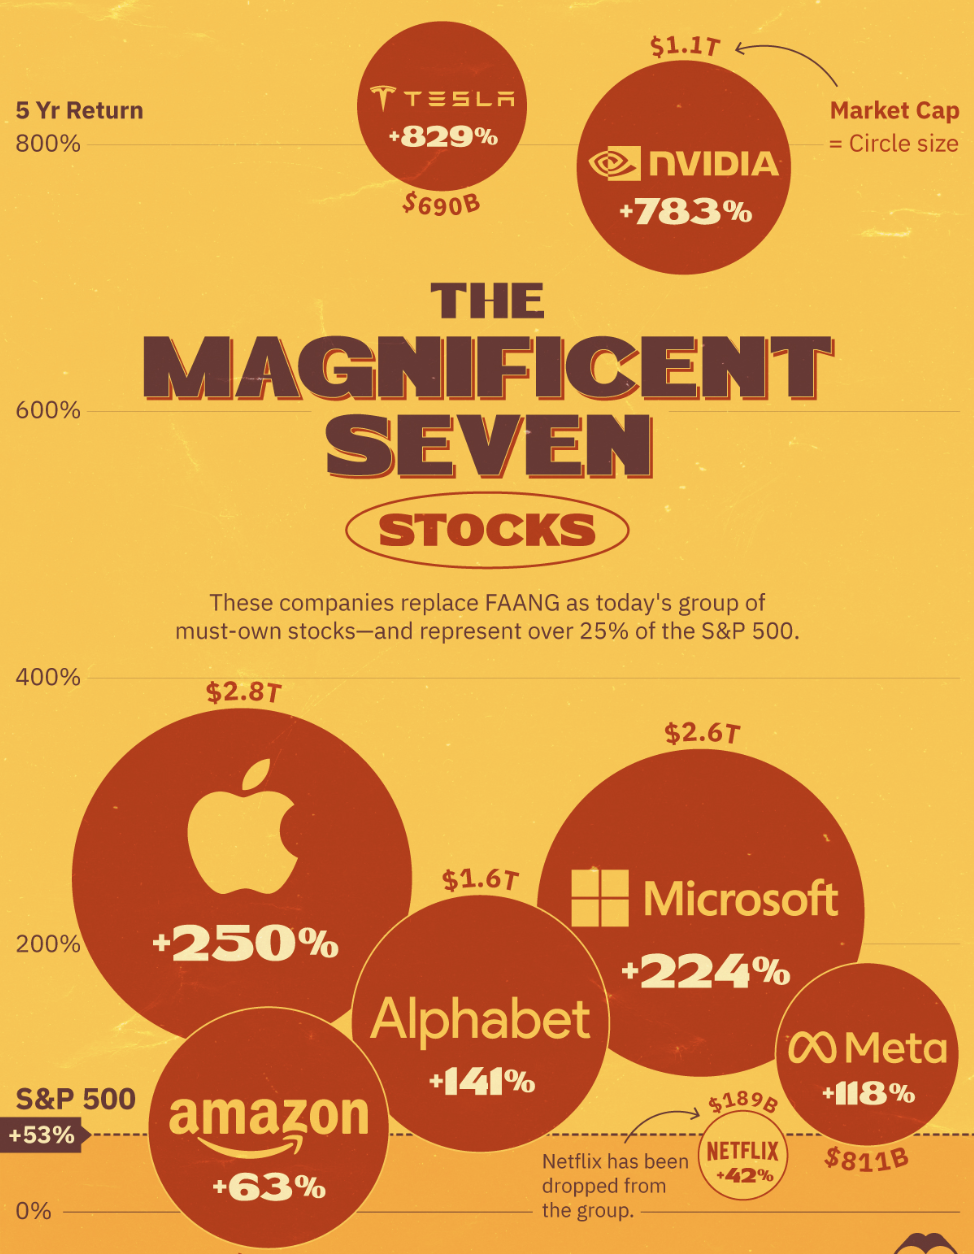 $1.1T
TESLA
+829%
$690B
5 Yr Return
800%
Market Cap
= Circle size
NVIDIA
+783%
THE
MAGNIFICENT
600%
SEVEN
STOCKS
These companies replace FAANG as today's group of
must-own stocks—and represent over 25% of the S&P 500.
400%
$2.8T
$2.6T
+250%
$1.6T
Microsoft
+224%
200%
Alphabet
+141%
Meta
+118%
$811B
S&P 500
+53%
amazon
+63%
$189B
NETFLIX
+42%
Netflix has been
dropped from
the group.
0%